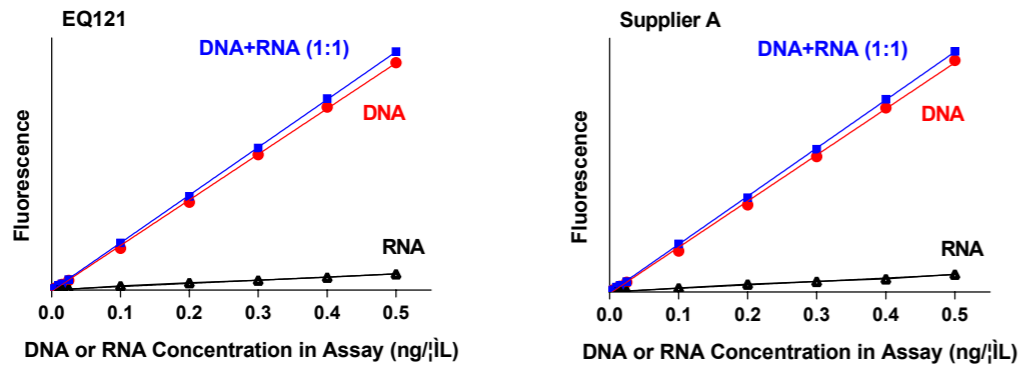 EQ121
DNA+RNA (1:1)
DNA
RNA
Fluorescence
0.0 0.1 0.2 0.3 0.4 0.5
DNA or RNA Concentration in Assay (ng/¦ÌL)
Supplier A
DNA+RNA (1:1)
DNA
RNA
Fluorescence
0.0 0.1 0.2 0.3 0.4 0.5
DNA or RNA Concentration in Assay (ng/¦ÌL)